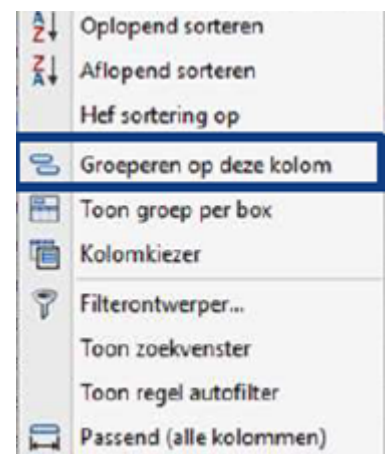 Oplopend sorteren
Aflopend sorteren
Hef sortering op
Groeperen op deze kolom
Toon groep per box
Kolomkiezer
Filterontwerper...
Toon zoekvenster
Toon regel autofilter
Passend (alle kolommen)